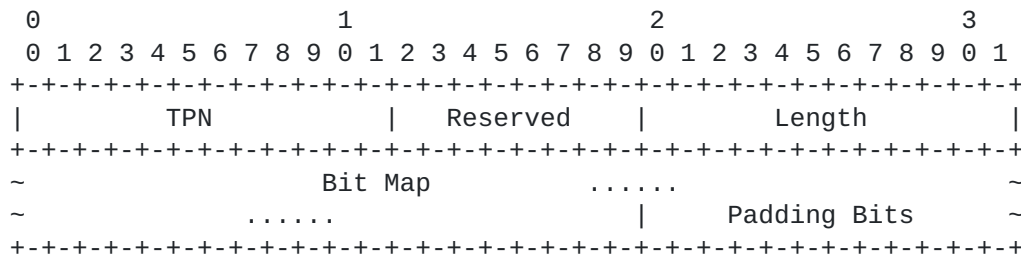 0                   1                   2                   3
 0 1 2 3 4 5 6 7 8 9 0 1 2 3 4 5 6 7 8 9 0 1 2 3 4 5 6 7 8 9 0 1
+-+-+-+-+-+-+-+-+-+-+-+-+-+-+-+-+-+-+-+-+-+-+-+-+-+-+-+-+-+-+-+-+
|         TPN           |   Reserved    |        Length         |
+-+-+-+-+-+-+-+-+-+-+-+-+-+-+-+-+-+-+-+-+-+-+-+-+-+-+-+-+-+-+-+-+
~                   Bit Map          ......                     ~
~              ......                   |     Padding Bits      ~
+-+-+-+-+-+-+-+-+-+-+-+-+-+-+-+-+-+-+-+-+-+-+-+-+-+-+-+-+-+-+-+-+